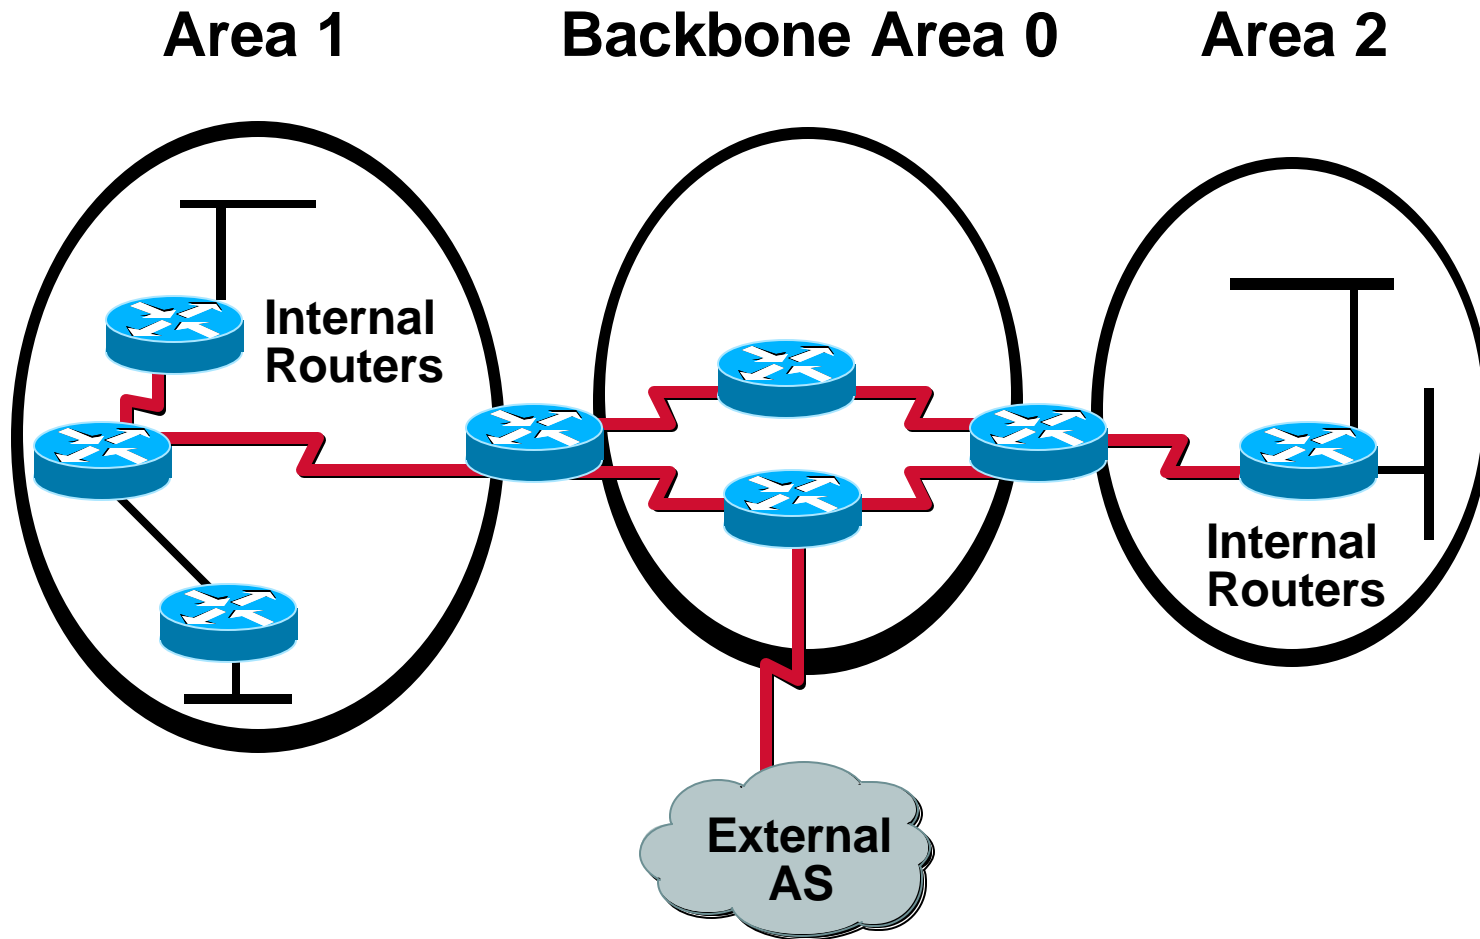 Area 1
Backbone Area 0
Area 2
Internal
Routers
Internal
Routers
External
AS